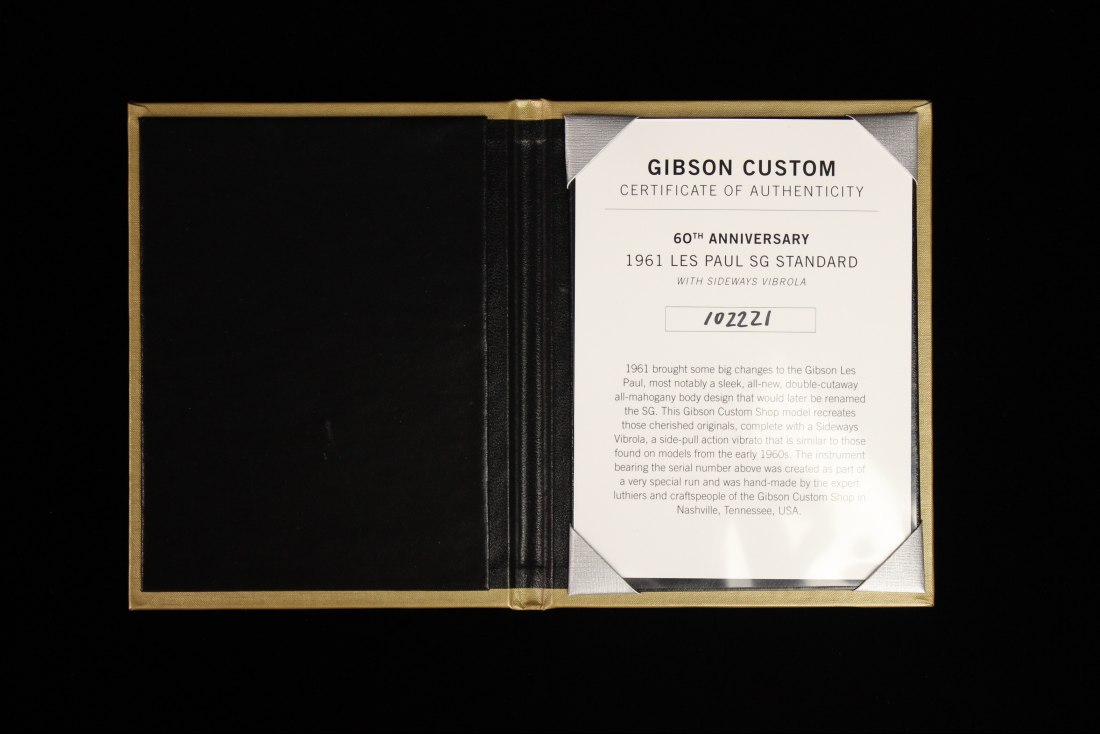 GIBSON CUSTOM
CERTIFICATE OF AUTHENTICITY
60TH ANNIVERSARY
1961 LES PAUL SG STANDARD
WITH SIDEWAYS VIBROLA
102221
1961 brought some big changes to the Gibson Les
Paul, most notably a sleek, all-new, double-cutaway
all-mahogany body design that would later be renamed
the SG. This Gibson Custom Shop model recreates
those cherished originals, complete with a Sideways
Vibrola, a side-pull action vibrato that is similar to those
found on models from the early 1960s. The instrument
bearing the serial number above was created as part of
a very special run and was hand-made by the expert
luthiers and craftspeople of the Gibson Custom Shop in
Nashville, Tennessee, USA.